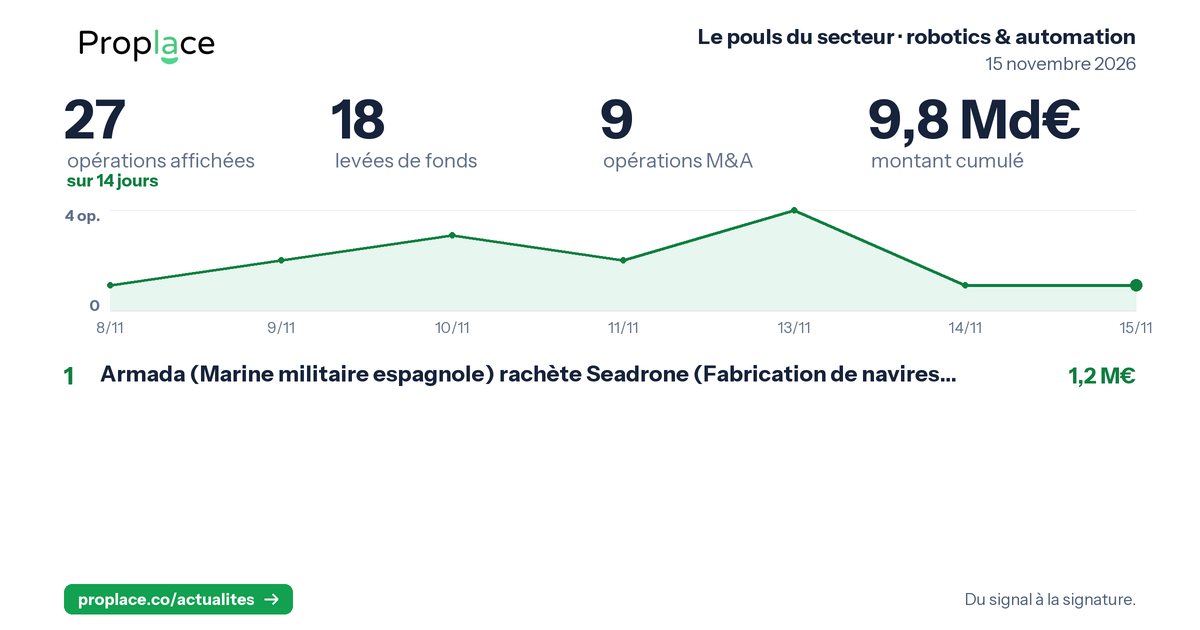 Proplace
Le pouls du secteur · robotics & automation
15 novembre 2026
27
opérations affichées
sur 14 jours
18
levées de fonds
9
opérations M&A
9,8 Md€
montant cumulé
4 op.
0
8/11 9/11 10/11 11/11 13/11 14/11 15/11
1 Armada (Marine militaire espagnole) rachète Seadrone (Fabrication de navires... 1,2 M€
proplace.co/actualites →
Du signal à la signature.